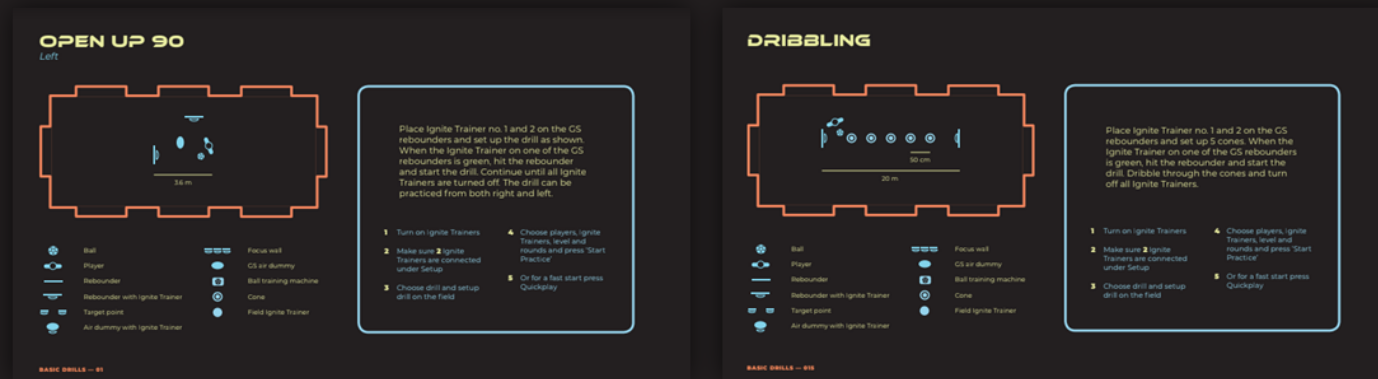 OPEN UP 90
Left
3.6 m
Place Ignite Trainer no. 1 and 2 on the GS
rebounders and set up the drill as shown.
When the Ignite Trainer on one of the GS
rebounders is green, hit the rebounder
and start the drill. Continue until all Ignite
Trainers are turned off. The drill can be
practiced from both right and left.
1 Turn on Ignite Trainers
2 Make sure 2 Ignite
Trainers are connected
under Setup
3 Choose drill and setup
drill on the field
4 Choose players, Ignite
Trainers, level and
rounds and press 'Start
Practice'
5 Or for a fast start press
Quickplay
Ball
Player
Rebounder
Rebounder with Ignite Trainer
Target point
Air dummy with Ignite Trainer
Focus wall
GS air dummy
Ball training machine
Cone
Field Ignite Trainer
BASIC DRILLS — 01
DRIBBLING
50 cm
20 m
Place Ignite Trainer no. 1 and 2 on the GS
rebounders and set up 5 cones. When the
Ignite Trainer on one of the GS rebounders
is green, hit the rebounder and start the
drill. Dribble through the cones and turn
off all Ignite Trainers.
1 Turn on Ignite Trainers
2 Make sure 2 Ignite
Trainers are connected
under Setup
3 Choose drill and setup
drill on the field
4 Choose players, Ignite
Trainers, level and
rounds and press 'Start
Practice'
5 Or for a fast start press
Quickplay
Ball
Player
Rebounder
Rebounder with Ignite Trainer
Target point
Air dummy with Ignite Trainer
Focus wall
GS air dummy
Ball training machine
Cone
Field Ignite Trainer
BASIC DRILLS — 015